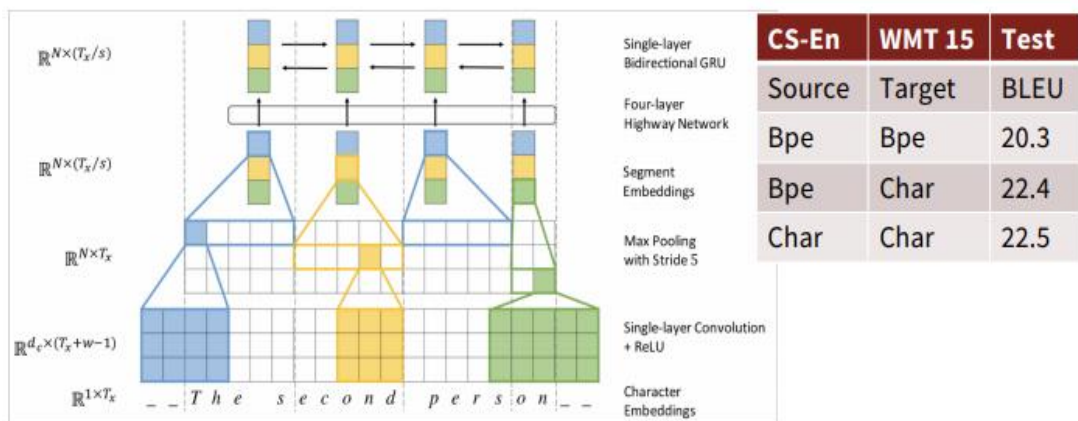 ℝ^{N×(T_x/s)}
Single-layer
Bidirectional GRU
Four-layer
Highway Network
ℝ^{N×(T_x/s)}
Segment
Embeddings
ℝ^{N×T_x}
Max Pooling
with Stride 5
ℝ^{d_c×(T_x+w−1)}
Single-layer Convolution
+ ReLU
ℝ^{1×T_x}
_ _ T h e s e c o n d p e r s o n _ _
Character
Embeddings
CS-En WMT 15 Test
Source Target BLEU
Bpe Bpe 20.3
Bpe Char 22.4
Char Char 22.5